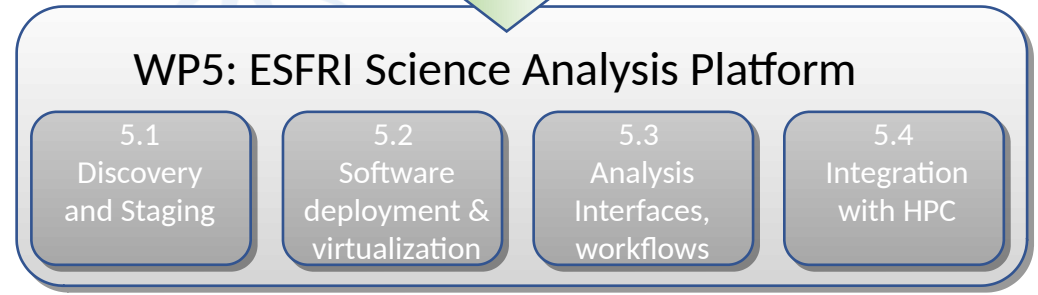 WP5: ESFRI Science Analysis Platform
5.1
Discovery
and Staging
5.2
Software
deployment &
virtualization
5.3
Analysis
Interfaces,
workflows
5.4
Integration
with HPC